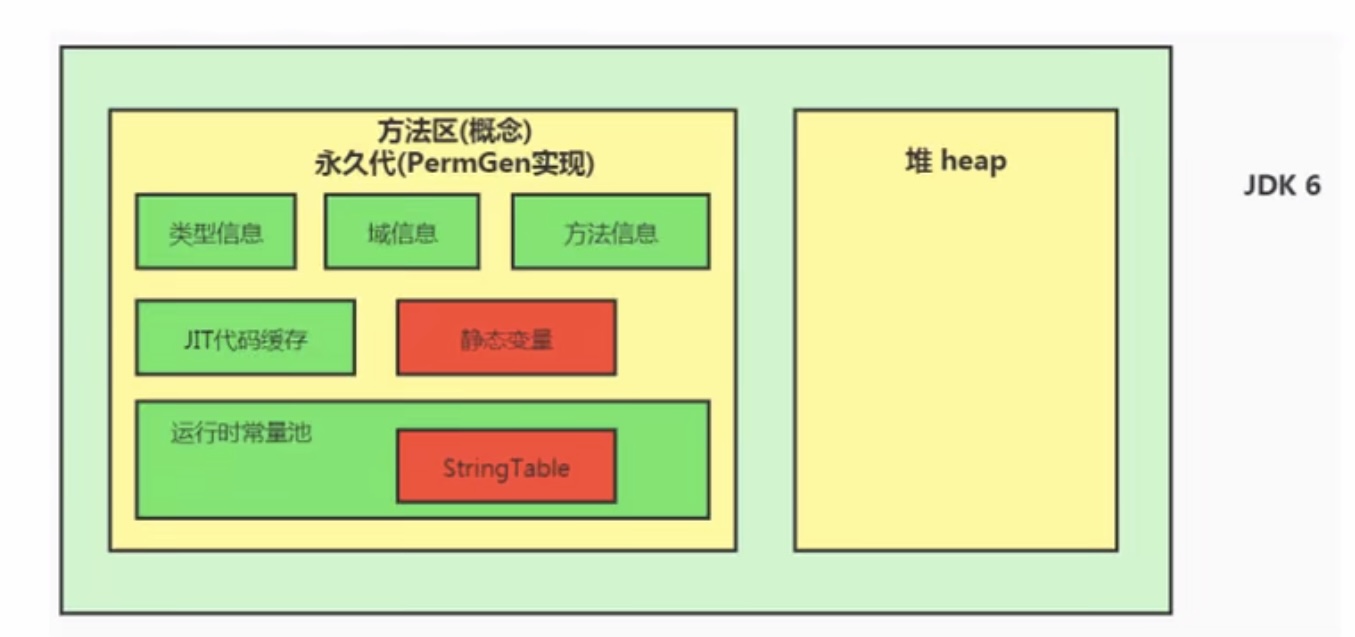 方法区(概念)
永久代(PermGen实现)
堆 heap
JDK 6
类型信息
域信息
方法信息
JIT代码缓存
静态变量
运行时常量池
StringTable